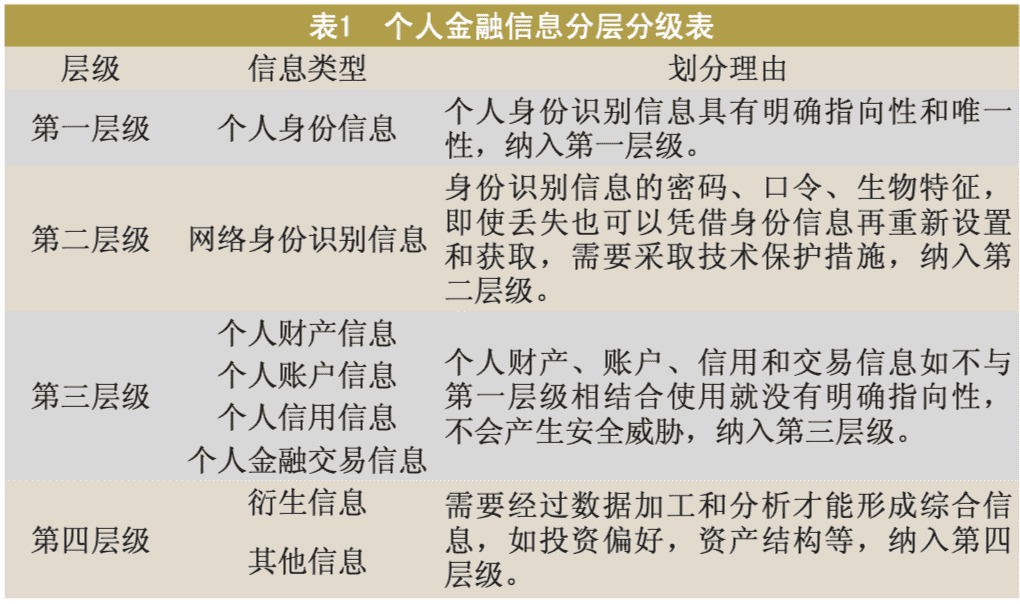 表1 个人金融信息分层分级表
层级 信息类型 划分理由
第一层级 个人身份信息
个人身份识别信息具有明确指向性和唯一
性，纳入第一层级。
第二层级 网络身份识别信息
身份识别信息的密码、口令、生物特征，
即使丢失也可以凭借身份信息再重新设置
和获取，需要采取技术保护措施，纳入第
二层级。
第三层级
个人财产信息
个人账户信息
个人信用信息
个人金融交易信息
个人财产、账户、信用和交易信息如不与
第一层级相结合使用就没有明确指向性，
不会产生安全威胁，纳入第三层级。
第四层级
衍生信息
其他信息
需要经过数据加工和分析才能形成综合信
息，如投资偏好，资产结构等，纳入第四
层级。